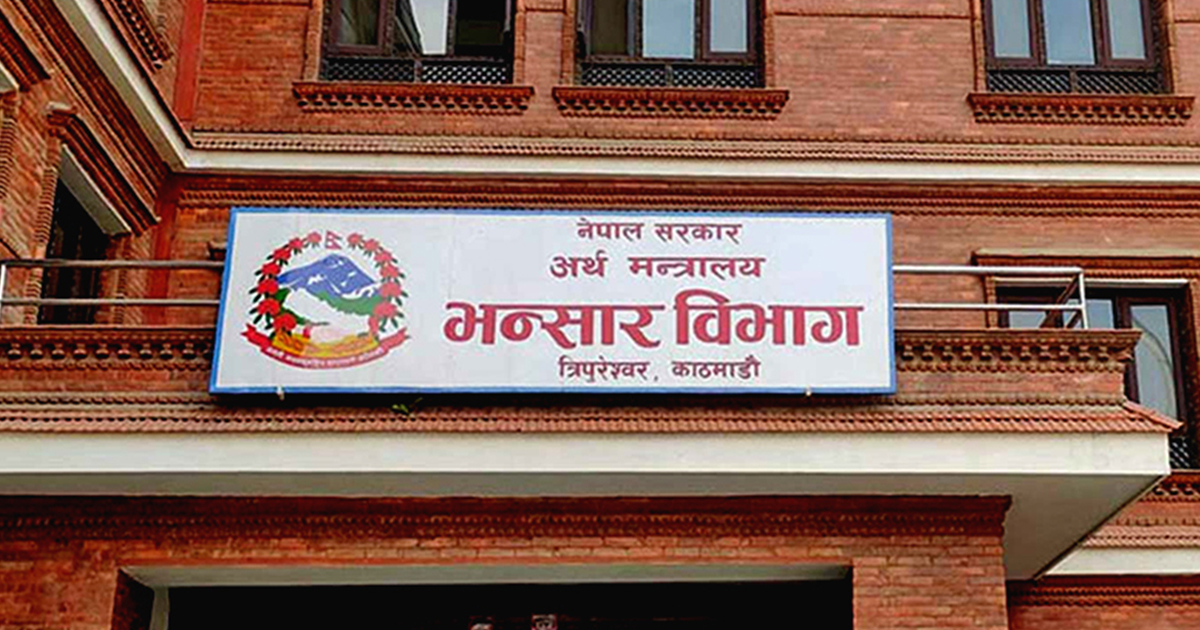 नेपाल सरकार
अर्थ मन्त्रालय
भन्सार विभाग
त्रिपुरेश्वर, काठमाडौ